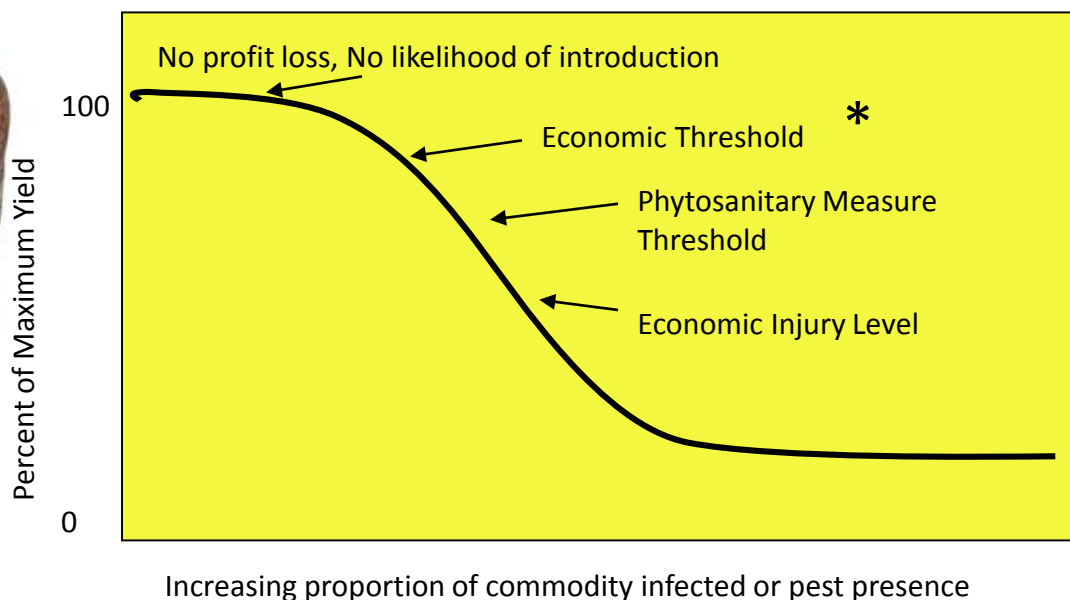 No profit loss, No likelihood of introduction
100
*
Economic Threshold
Phytosanitary Measure
Threshold
Economic Injury Level
Percent of Maximum Yield
0
Increasing proportion of commodity infected or pest presence